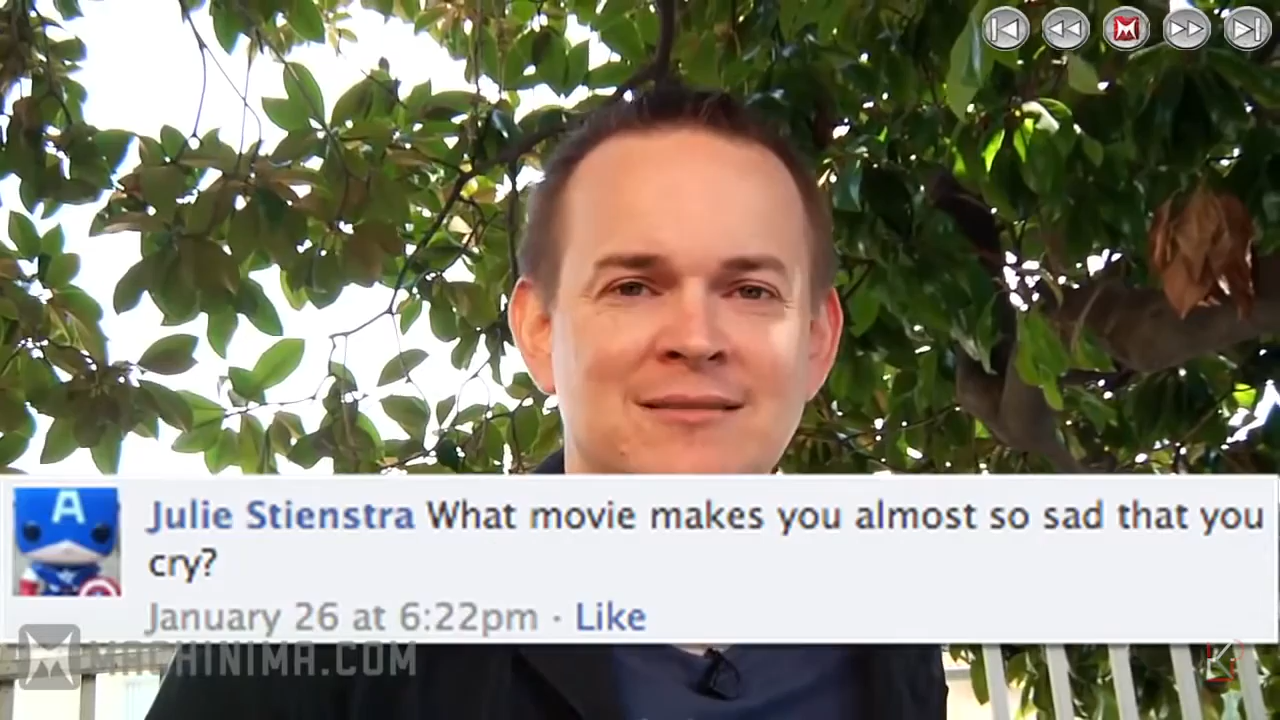 Julie Stienstra What movie makes you almost so sad that you
cry?
January 26 at 6:22pm · Like
MACHINIMA.COM